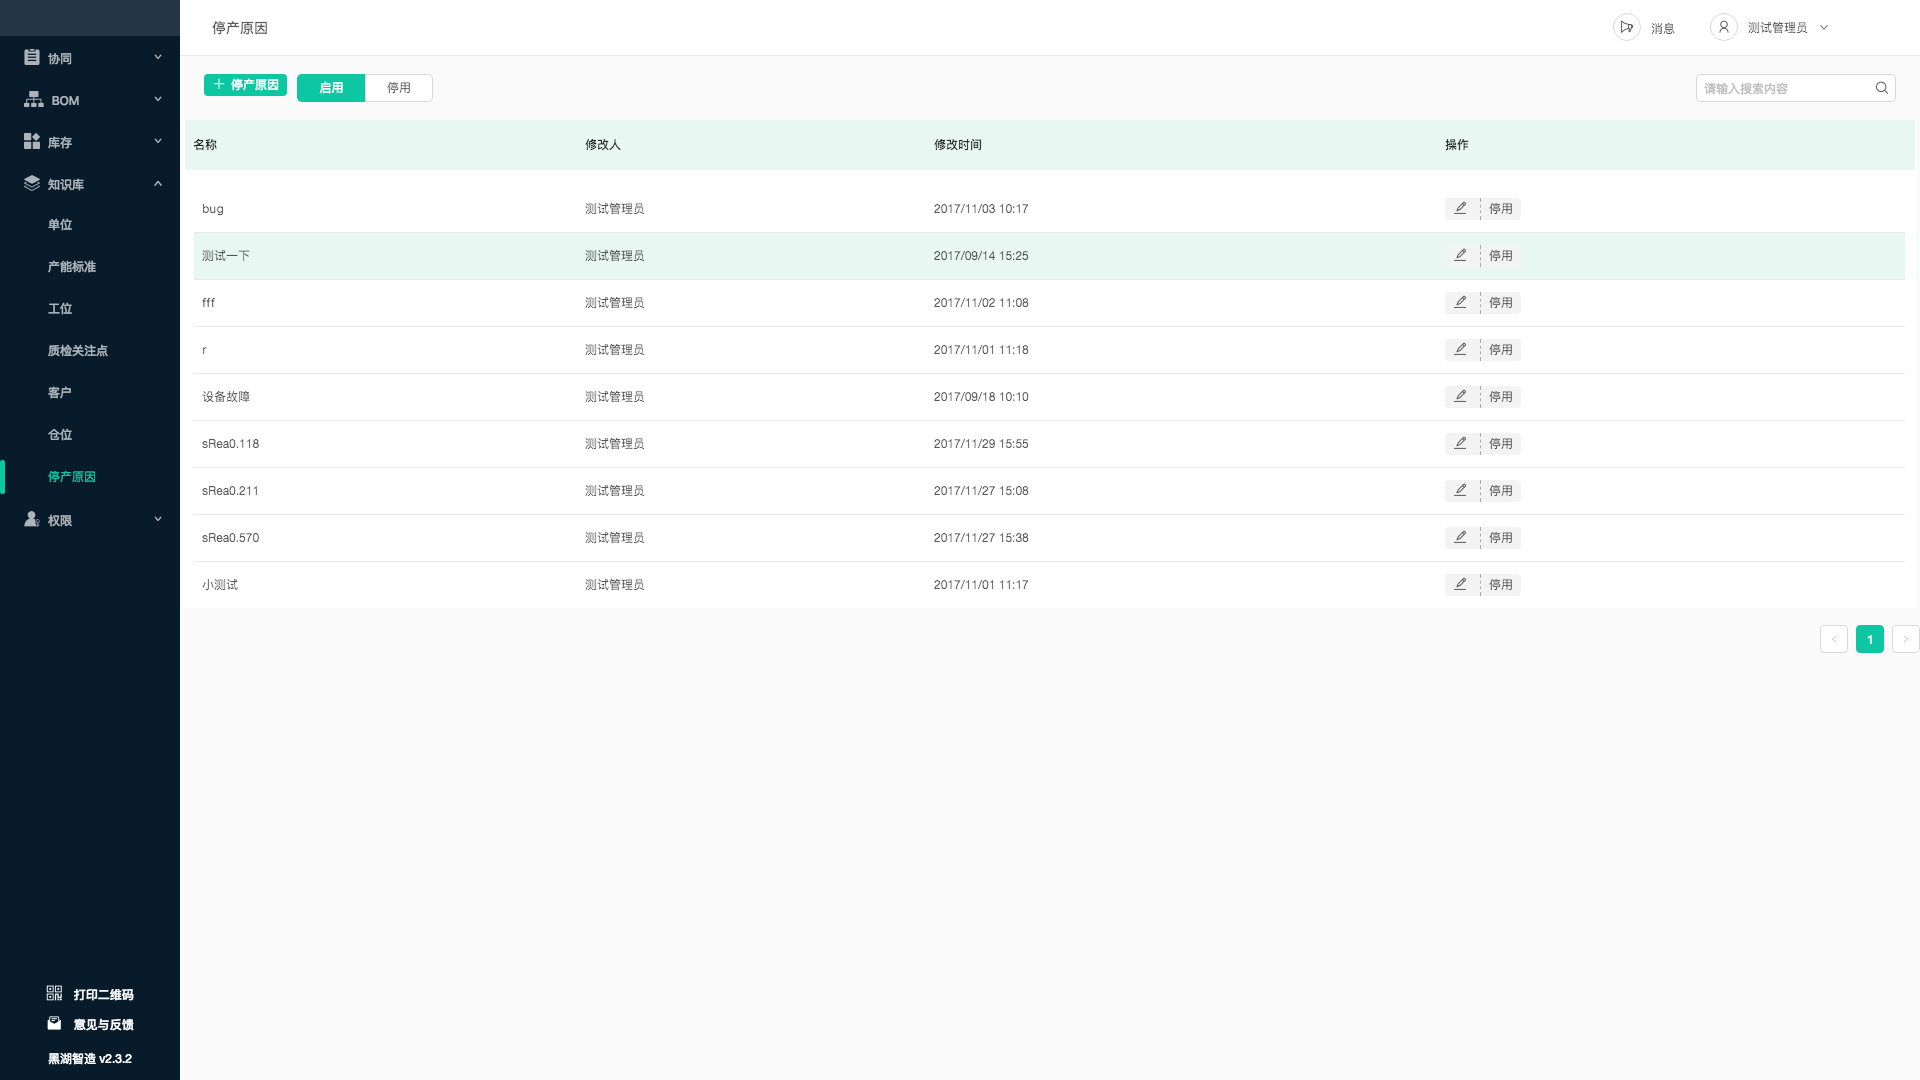 停产原因
消息
测试管理员
协同
BOM
库存
知识库
单位
产能标准
工位
质检关注点
客户
仓位
停产原因
权限
打印二维码
意见与反馈
黑湖智造 v2.3.2
停产原因 启用 停用
请输入搜索内容
名称 修改人 修改时间 操作
bug 测试管理员 2017/11/03 10:17 停用
测试一下 测试管理员 2017/09/14 15:25 停用
fff 测试管理员 2017/11/02 11:08 停用
r 测试管理员 2017/11/01 11:18 停用
设备故障 测试管理员 2017/09/18 10:10 停用
sRea0.118 测试管理员 2017/11/29 15:55 停用
sRea0.211 测试管理员 2017/11/27 15:08 停用
sRea0.570 测试管理员 2017/11/27 15:38 停用
小测试 测试管理员 2017/11/01 11:17 停用
1